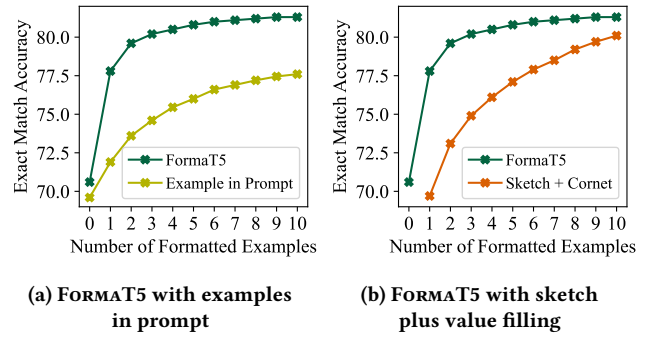 Exact Match Accuracy
80.0
77.5
75.0
72.5
70.0
FormaT5
Example in Prompt
0 1 2 3 4 5 6 7 8 9 10
Number of Formatted Examples
(a) FORMAT5 with examples
in prompt
Exact Match Accuracy
80.0
77.5
75.0
72.5
70.0
FormaT5
Sketch + Cornet
0 1 2 3 4 5 6 7 8 9 10
Number of Formatted Examples
(b) FORMAT5 with sketch
plus value filling